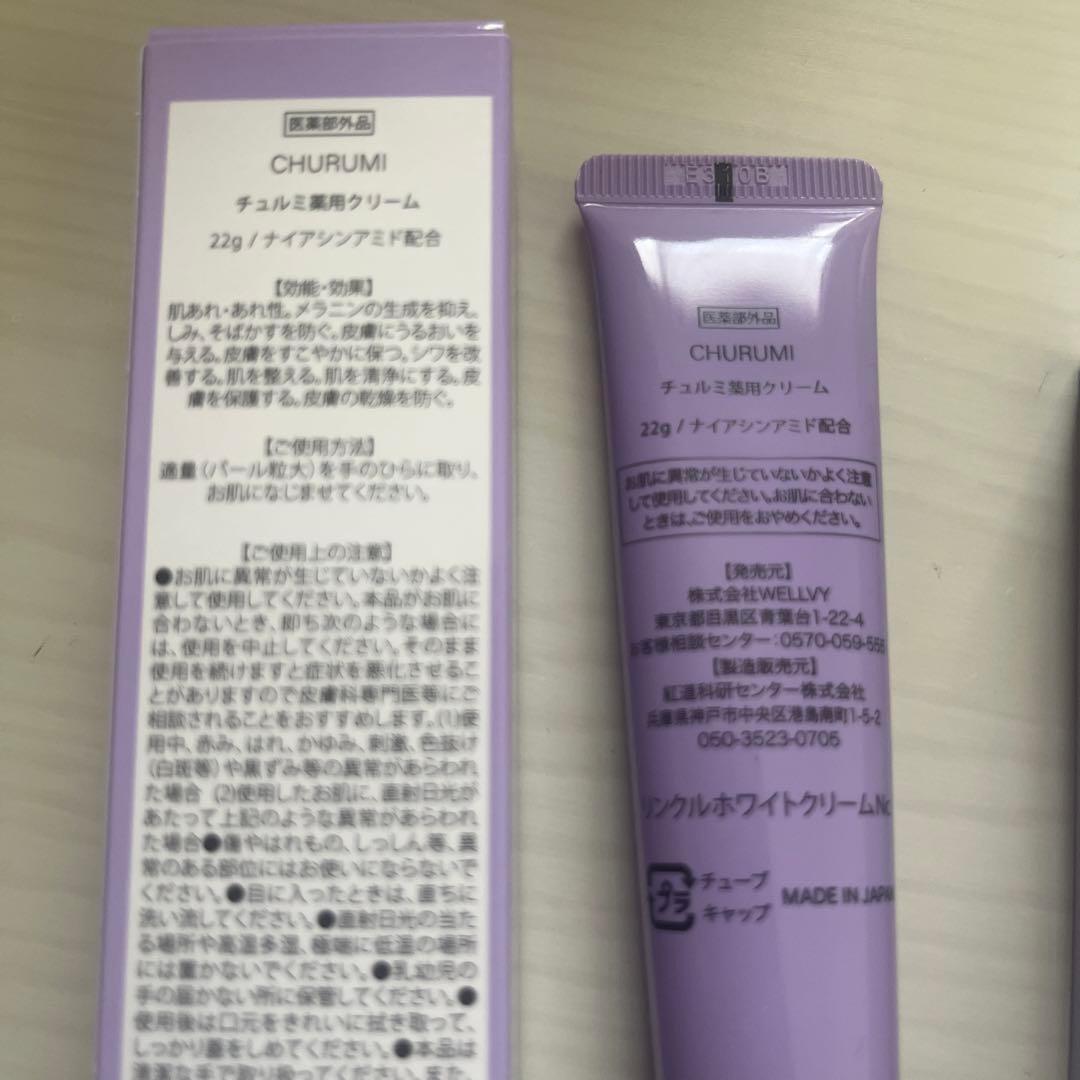 医薬部外品
CHURUMI
チュルミ薬用クリーム
22g / ナイアシンアミド配合
【効能・効果】
肌あれ・あれ性。メラニンの生成を抑え、
しみ、そばかすを防ぐ。皮膚にうるおいを
与える。皮膚をすこやかに保つ。シワを改
善する。肌を整える。肌を清浄にする。皮
膚を保護する。皮膚の乾燥を防ぐ。
【ご使用方法】
適量（パール粒大）を手のひらに取り、
お肌になじませてください。
【ご使用上の注意】
●お肌に異常が生じていないかよく注
意して使用してください。本品がお肌に
合わないとき、即ち次のような場合に
は、使用を中止してください。そのまま
使用を続けますと症状を悪化させるこ
とがありますので皮膚科専門医等にご
相談されることをおすすめします。(1)使
用中、赤み、はれ、かゆみ、刺激、色抜け
（白斑等）や黒ずみ等の異常があらわれ
た場合 (2)使用したお肌に、直射日光が
あたって上記のような異常があらわれ
た場合●傷やはれもの、しっしん等、異
常のある部位にはお使いにならないで
ください。●目に入ったときは、直ちに
洗い流してください。●直射日光の当た
る場所や高温多湿、極端に低温の場所
には置かないでください。●乳幼児の
手の届かない所に保管してください。●
使用後は口元をきれいに拭き取って、
しっかり蓋をしめてください。●本品は
清潔な手で取り扱ってください。また、
医薬部外品
CHURUMI
チュルミ薬用クリーム
22g / ナイアシンアミド配合
お肌に異常が生じていないかよく注意
して使用してください。お肌に合わない
ときは、ご使用をおやめください。
【発売元】
株式会社WELLVY
東京都目黒区青葉台1-22-4
お客様相談センター：0570-059-555
【製造販売元】
紅道科研センター株式会社
兵庫県神戸市中央区港島南町1-5-2
050-3523-0706
リンクルホワイトクリームNc
プラ
チューブ
キャップ
MADE IN JAPAN